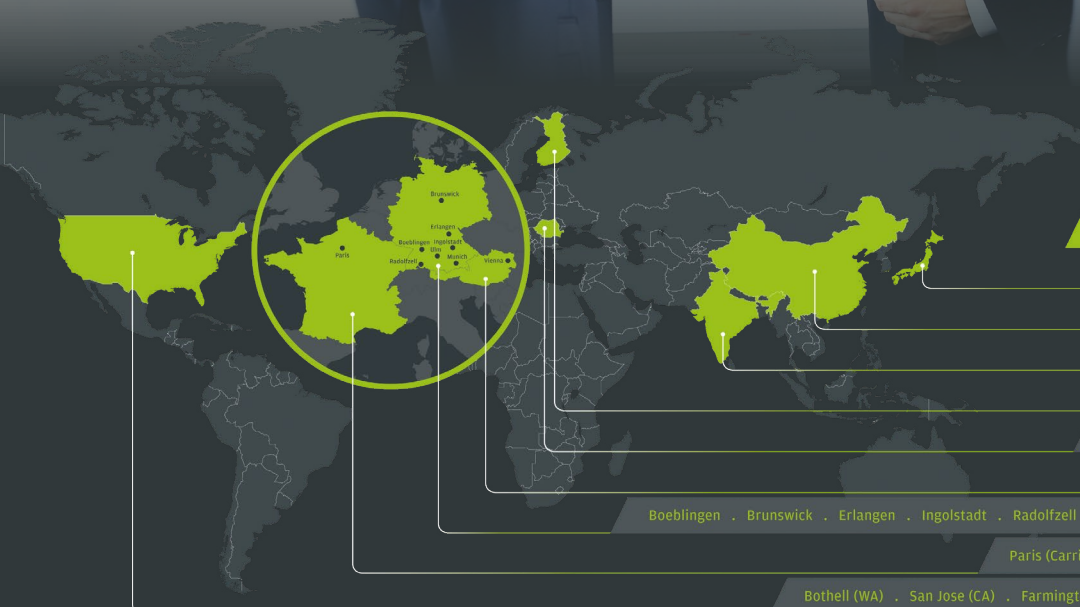 Brunswick
Erlangen
Boeblingen Ingolstadt
Ulm
Paris
Radolfzell Munich Vienna
Boeblingen . Brunswick . Erlangen . Ingolstadt . Radolfzell
Paris (Carri
Bothell (WA) . San Jose (CA) . Farmingt